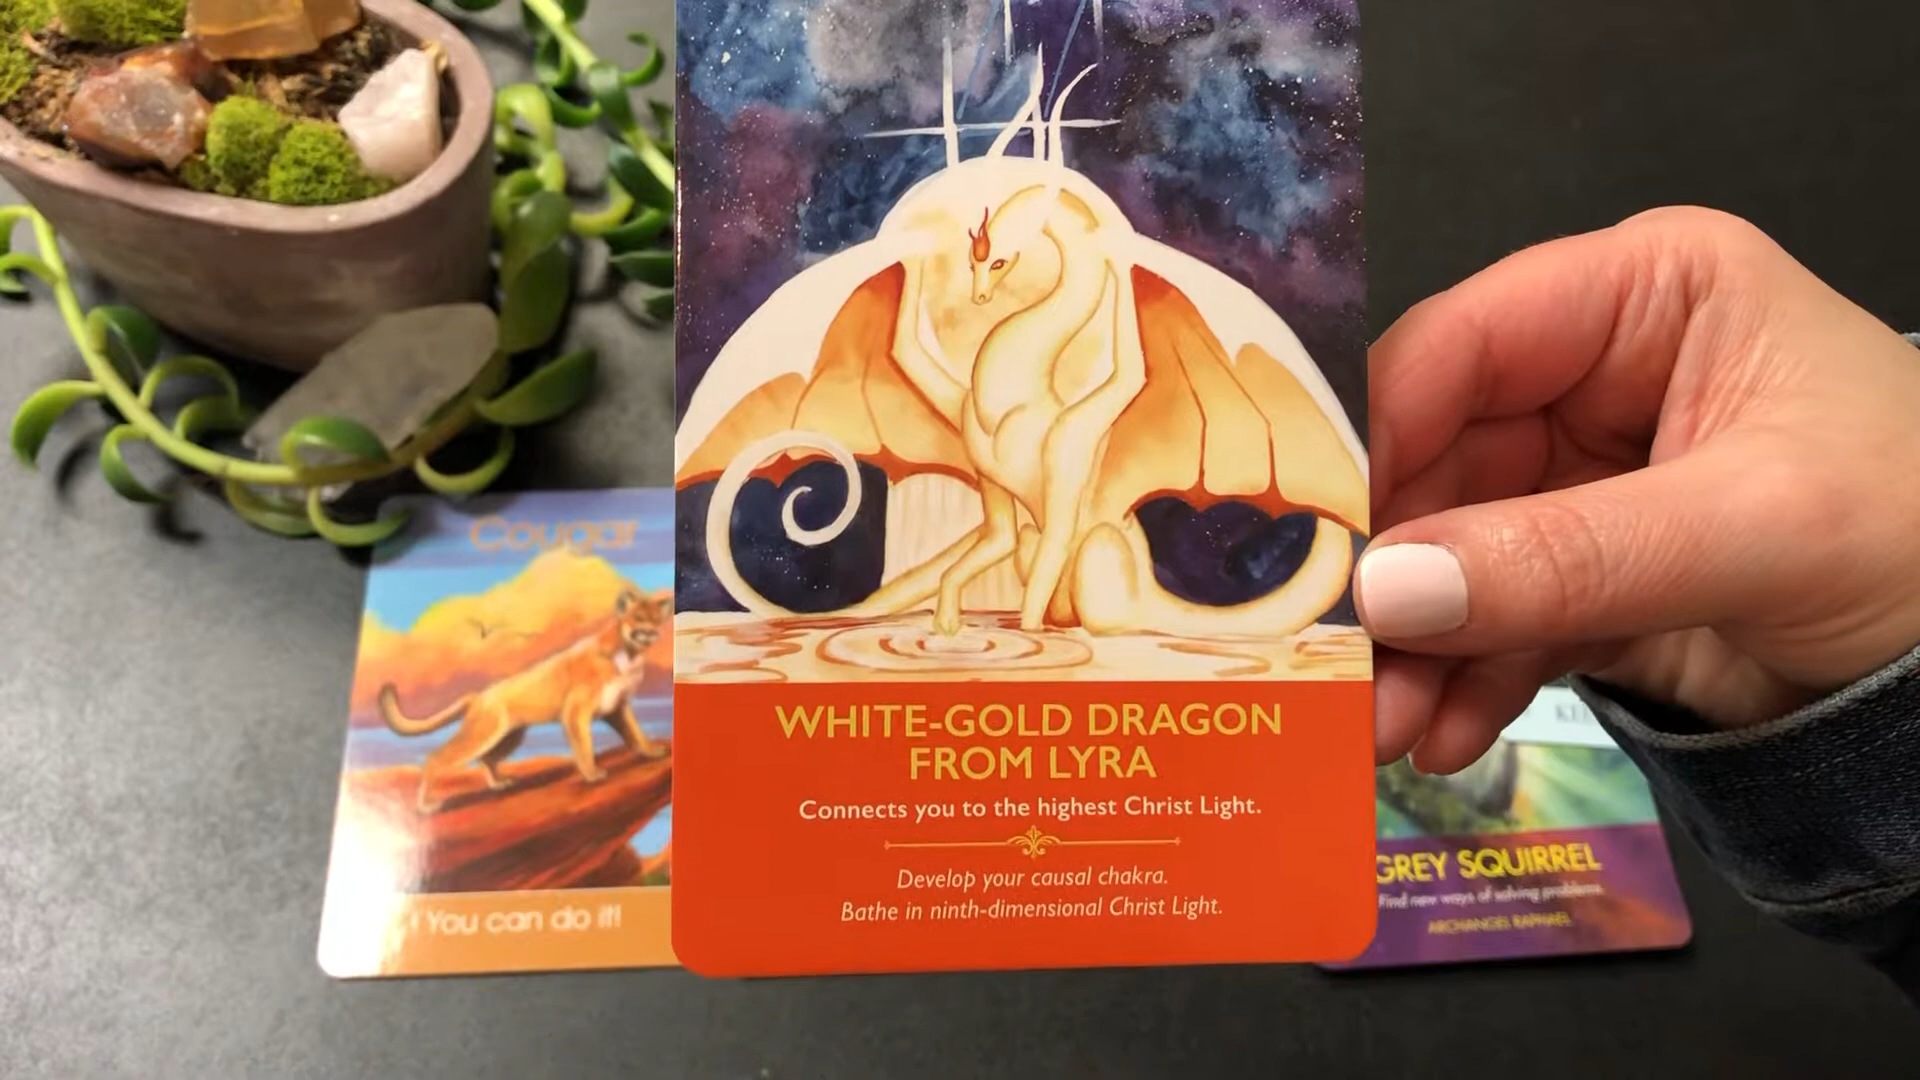 Cougar
WHITE-GOLD DRAGON
FROM LYRA
Connects you to the highest Christ Light.
Develop your causal chakra.
Bathe in ninth-dimensional Christ Light.
You can do it!
GREY SQUIRREL
Find new ways of solving problems.
ARCHANGEL RAPHAEL